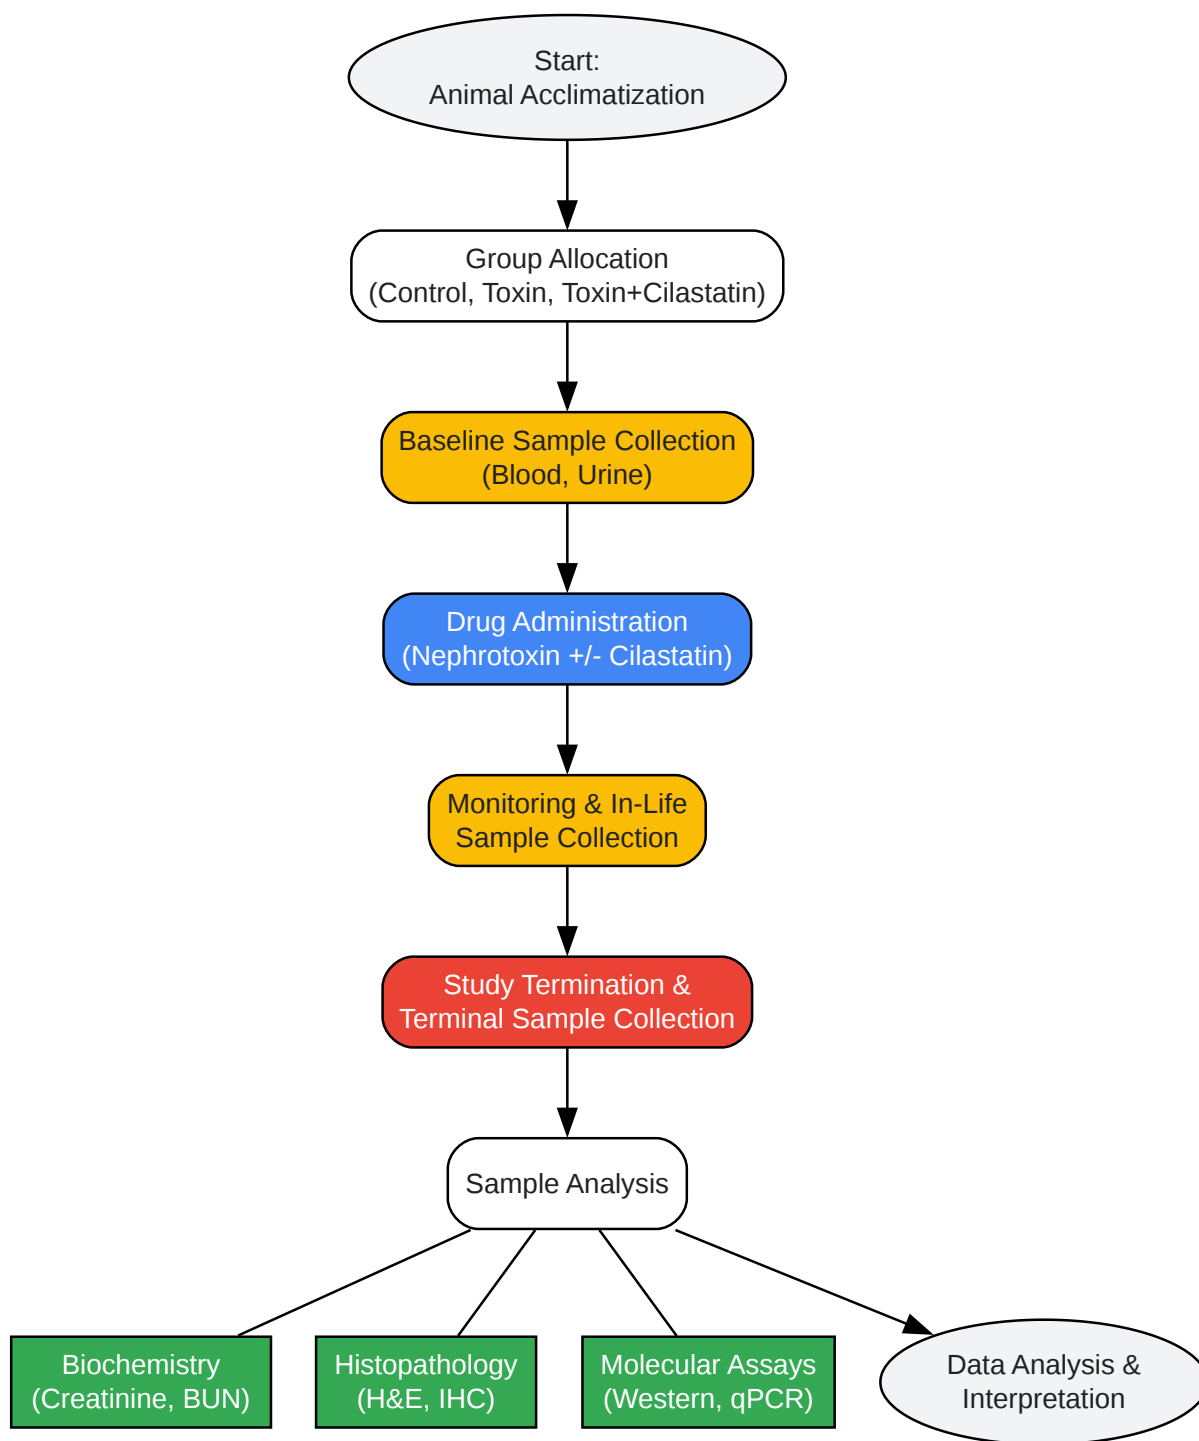 Start:
Animal Acclimatization
Group Allocation
(Control, Toxin, Toxin+Cilastatin)
Baseline Sample Collection
(Blood, Urine)
Drug Administration
(Nephrotoxin +/- Cilastatin)
Monitoring & In-Life
Sample Collection
Study Termination &
Terminal Sample Collection
Sample Analysis
Biochemistry
(Creatinine, BUN)
Histopathology
(H&E, IHC)
Molecular Assays
(Western, qPCR)
Data Analysis &
Interpretation